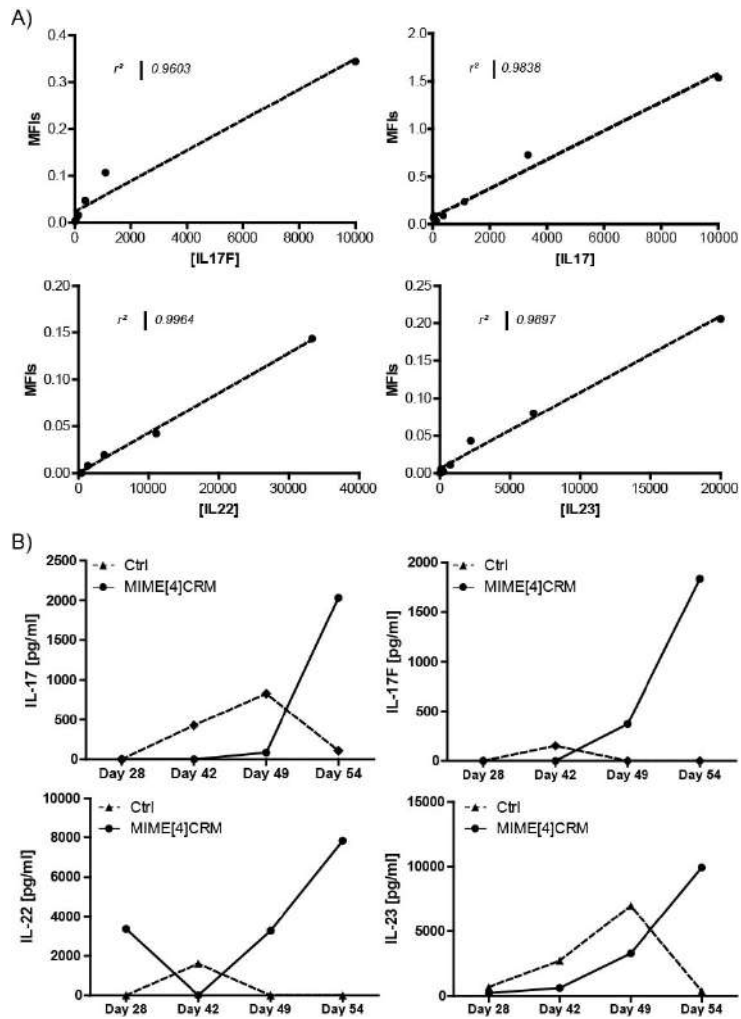 A)
0.4
0.3
0.2
0.1
0.0
MFIs
r² | 0.9603
0 2000 4000 6000 8000 10000
[IL17F]
2.0
1.5
1.0
0.5
0.0
MFIs
r² | 0.9838
0 2000 4000 6000 8000 10000
[IL17]
0.20
0.15
0.10
0.05
0.00
MFIs
r² | 0.9964
0 10000 20000 30000 40000
[IL22]
0.25
0.20
0.15
0.10
0.05
0.00
MFIs
r² | 0.9897
0 5000 10000 15000 20000
[IL23]
B)
2500
2000
1500
1000
500
0
IL-17 [pg/ml]
Ctrl
MIME[4]CRM
Day 28 Day 42 Day 49 Day 54
2000
1500
1000
500
0
IL-17F [pg/ml]
Ctrl
MIME[4]CRM
Day 28 Day 42 Day 49 Day 54
10000
8000
6000
4000
2000
0
IL-22 [pg/ml]
Ctrl
MIME[4]CRM
Day 28 Day 42 Day 49 Day 54
15000
10000
5000
0
IL-23 [pg/ml]
Ctrl
MIME[4]CRM
Day 28 Day 42 Day 49 Day 54